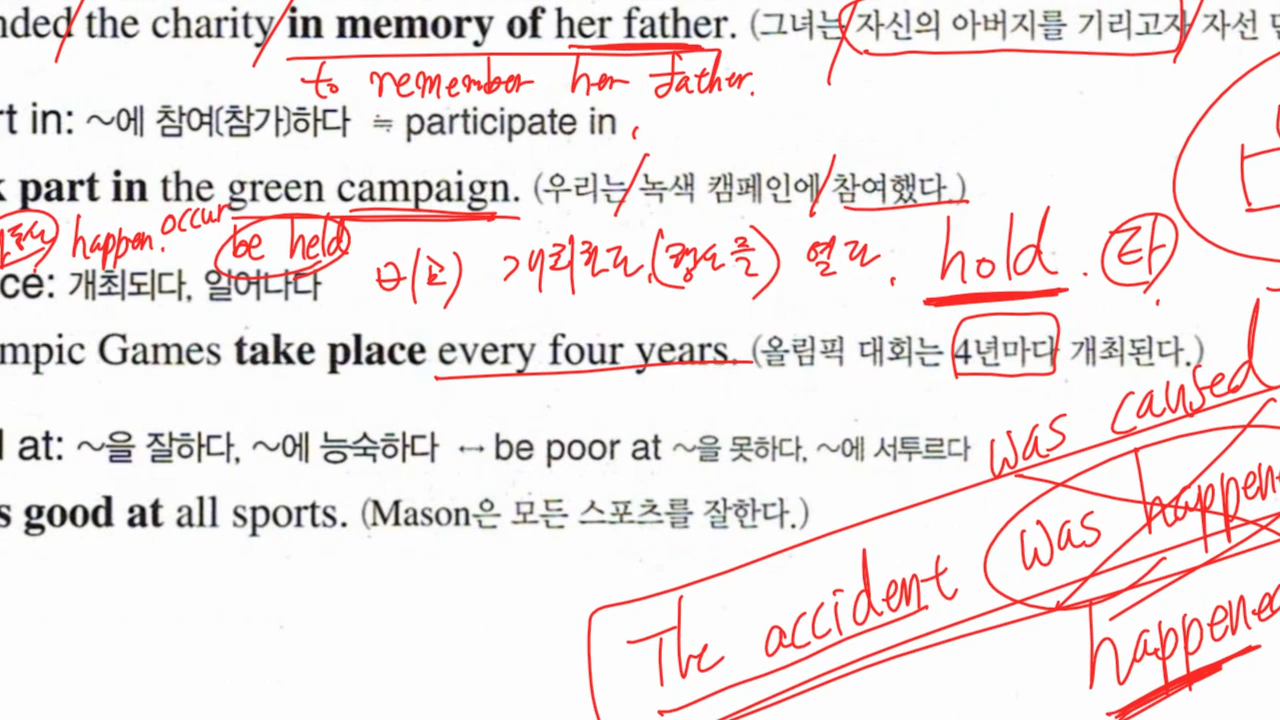 nded the charity in memory of her father. (그녀는 자신의 아버지를 기리고자 자선
to remember her father.
rt in: ~에 참여(참가)하다 ≒ participate in
k part in the green campaign. (우리는 녹색 캠페인에 참여했다.)
happen. occur be held
개최한다. (장소를) 열다. hold. 타
ce: 개최되다, 일어나다
mpic Games take place every four years. (올림픽 대회는 4년마다 개최된다.)
was caused
at: ~을 잘하다, ~에 능숙하다 ↔ be poor at ~을 못하다, ~에 서투르다
s good at all sports. (Mason은 모든 스포츠를 잘한다.)
The accident was happen
happened